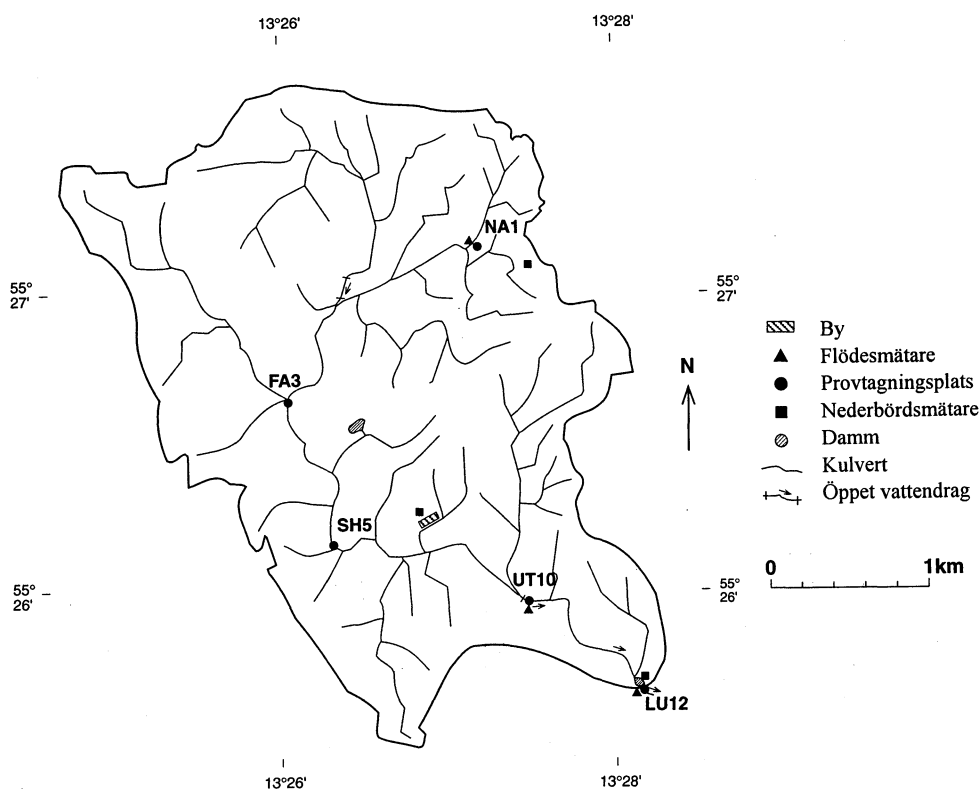 13°26'
13°28'
NA1
55°
27'
55°
27'
By
Flödesmätare
FA3
N
Provtagningsplats
Nederbördsmätare
Damm
Kulvert
Öppet vattendrag
SH5
0 1km
UT10
55°
26'
55°
26'
LU12
13°26'
13°28'